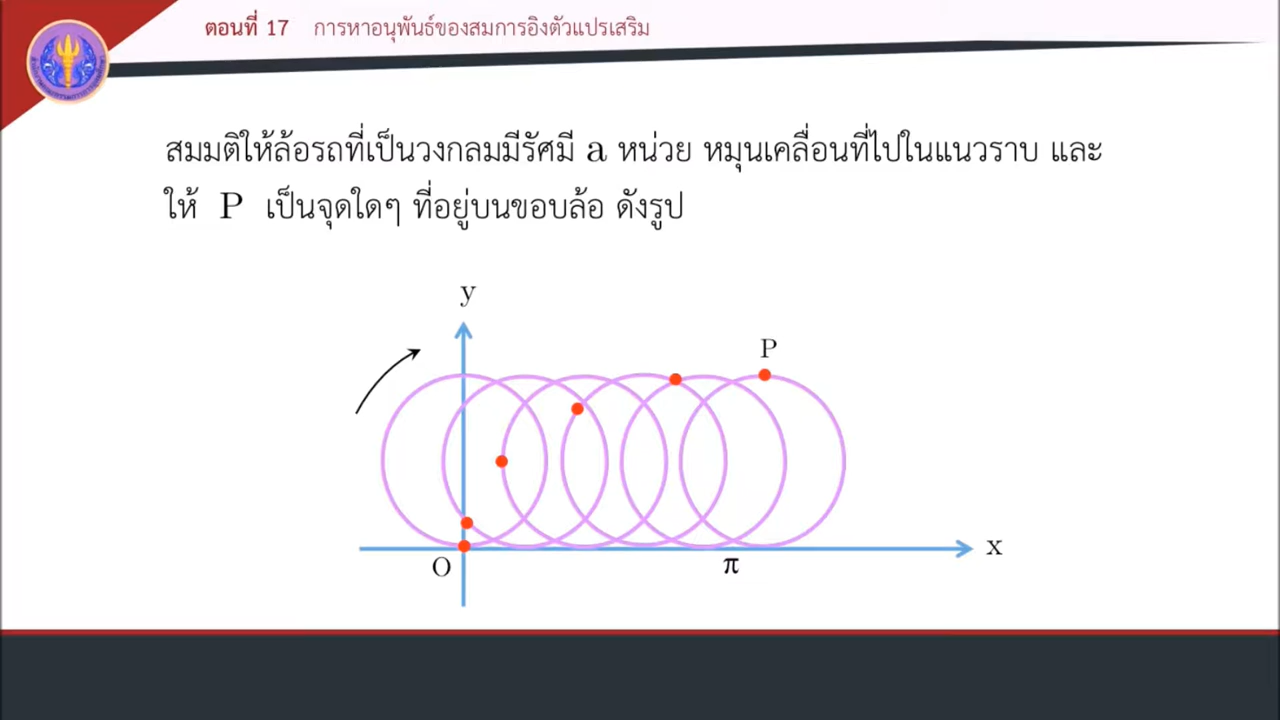 ตอนที่ 17 การหาอนุพันธ์ของสมการอิงตัวแปรเสริม
สมมติให้ล้อรถที่เป็นวงกลมมีรัศมี a หน่วย หมุนเคลื่อนที่ไปในแนวราบ และ
ให้ P เป็นจุดใดๆ ที่อยู่บนขอบล้อ ดังรูป
y
P
x
O
π